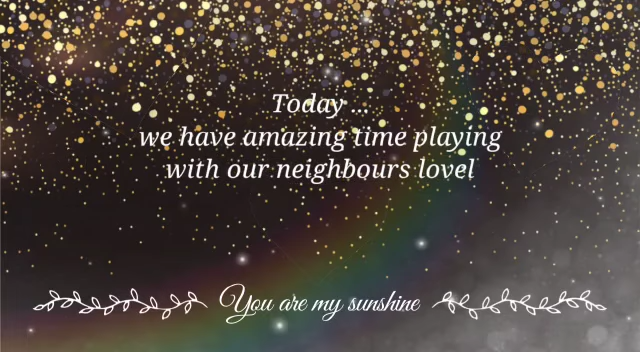 Today ...
we have amazing time playing
with our neighbours lovel
You are my sunshine